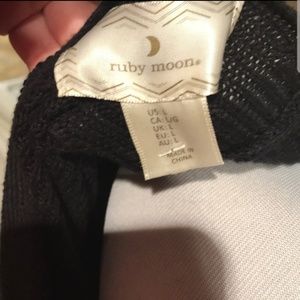 ruby moon®
US: L
CA: L/G
UK: L
EU: L
AU: L
MADE IN
CHINA